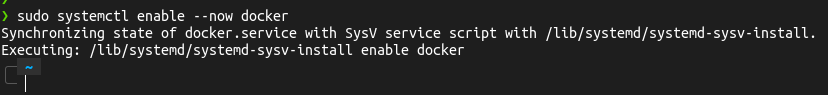 ❯ sudo systemctl enable --now docker
Synchronizing state of docker.service with SysV service script with /lib/systemd/systemd-sysv-install.
Executing: /lib/systemd/systemd-sysv-install enable docker
~